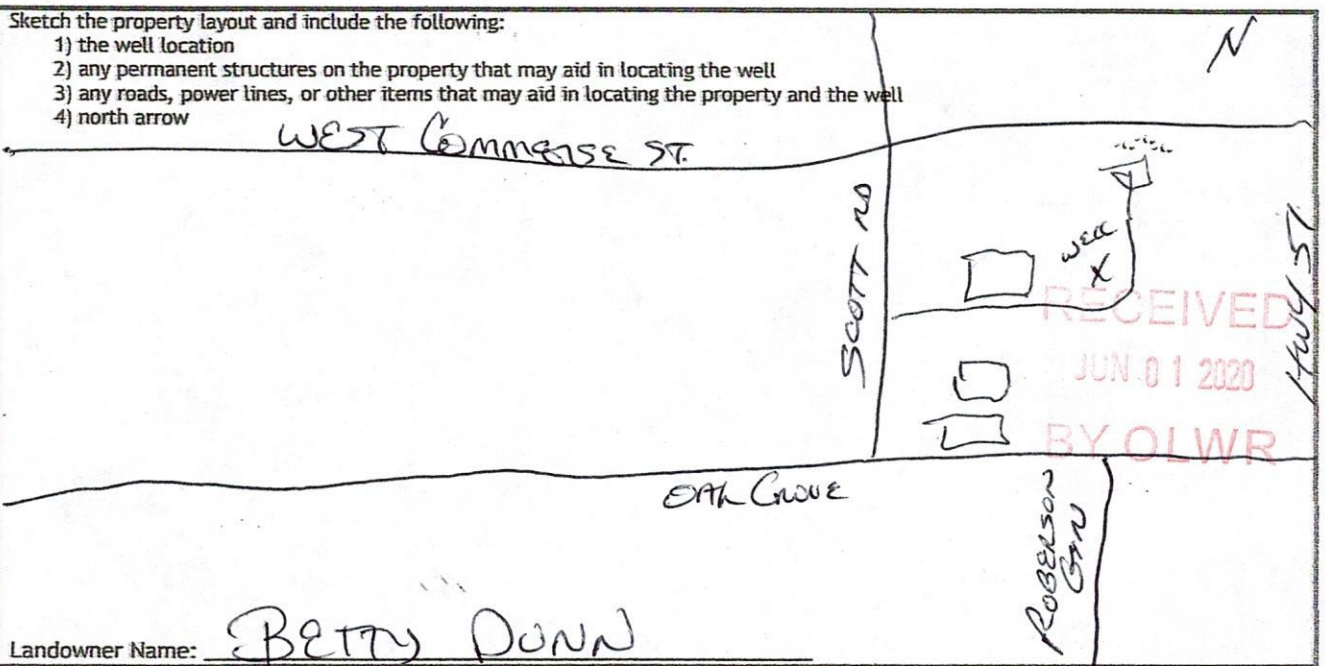 Sketch the property layout and include the following:
1) the well location
2) any permanent structures on the property that may aid in locating the well
3) any roads, power lines, or other items that may aid in locating the property and the well
4) north arrow
N
WEST COMMERSE ST.
SCOTT RD
WELL
X
HWY 51
RECEIVED
JUN 01 2020
BY OLWR
OAK GROVE
ROBERSON
GIN
Landowner Name: BETTY DUNN